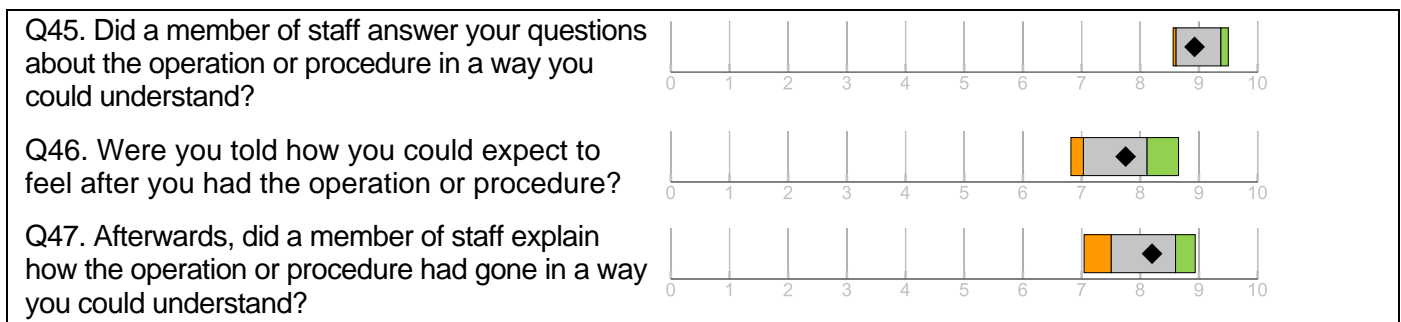 Q45. Did a member of staff answer your questions
about the operation or procedure in a way you
could understand?
0 1 2 3 4 5 6 7 8 9 10
Q46. Were you told how you could expect to
feel after you had the operation or procedure?
0 1 2 3 4 5 6 7 8 9 10
Q47. Afterwards, did a member of staff explain
how the operation or procedure had gone in a way
you could understand?
0 1 2 3 4 5 6 7 8 9 10